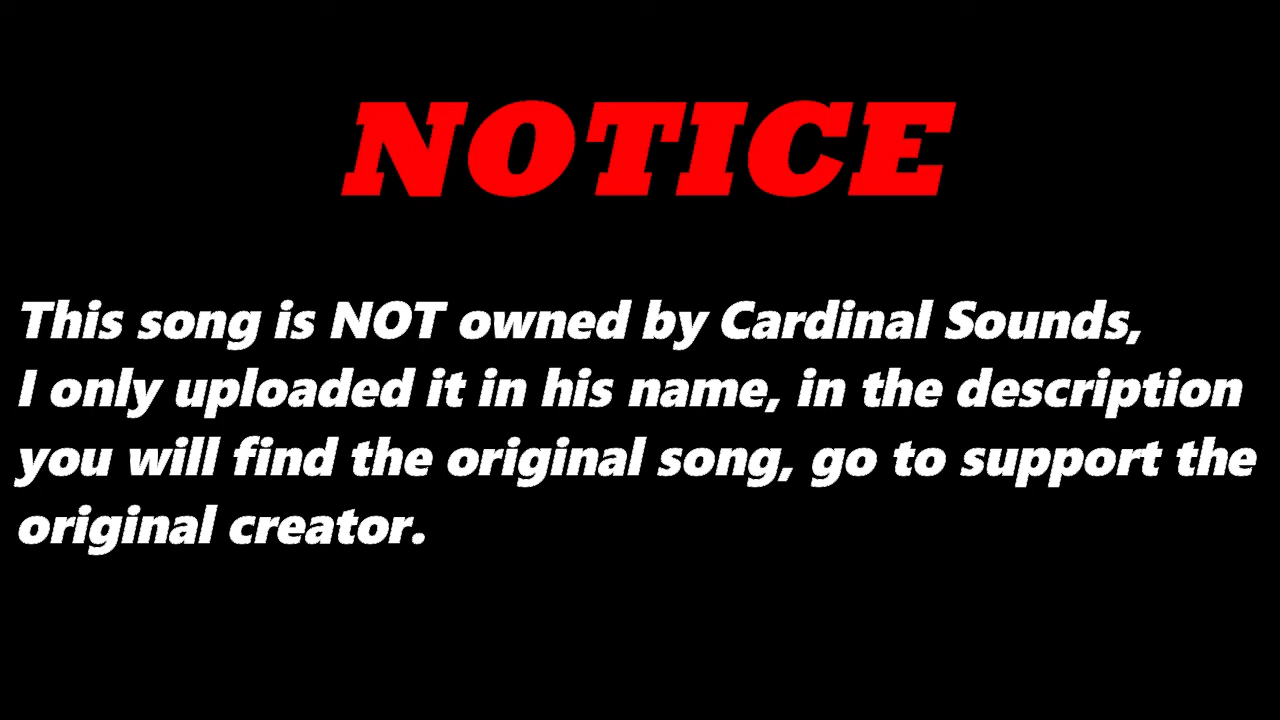 NOTICE
This song is NOT owned by Cardinal Sounds,
I only uploaded it in his name, in the description
you will find the original song, go to support the
original creator.